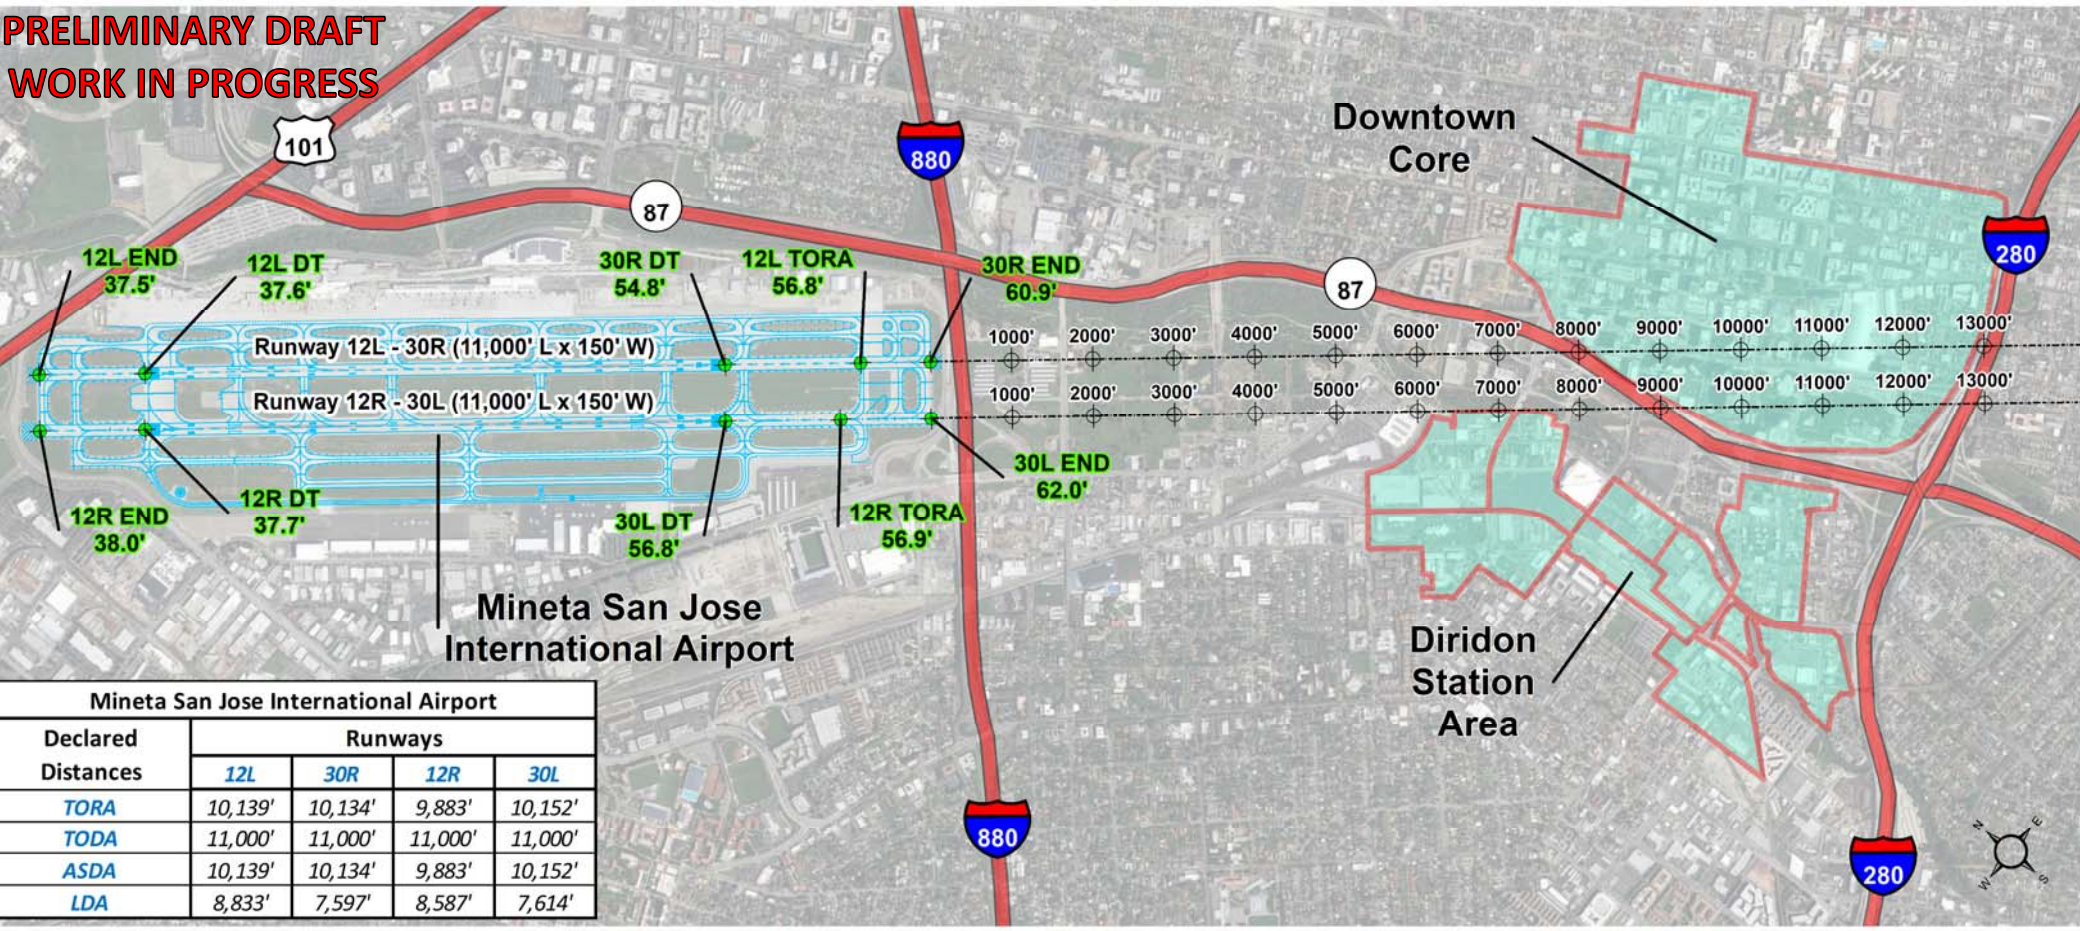 PRELIMINARY DRAFT
WORK IN PROGRESS
101
880
87
Downtown
Core
280
12L END
37.5'
12L DT
37.6'
30R DT
54.8'
12L TORA
56.8'
30R END
60.9'
87
Runway 12L - 30R (11,000' L x 150' W)
1000' 2000' 3000' 4000' 5000' 6000' 7000' 8000' 9000' 10000' 11000' 12000' 13000'
Runway 12R - 30L (11,000' L x 150' W)
1000' 2000' 3000' 4000' 5000' 6000' 7000' 8000' 9000' 10000' 11000' 12000' 13000'
12R END
38.0'
12R DT
37.7'
30L DT
56.8'
12R TORA
56.9'
30L END
62.0'
Mineta San Jose
International Airport
Diridon
Station
Area
Mineta San Jose International Airport
Declared
Distances
Runways
12L 30R 12R 30L
TORA 10,139' 10,134' 9,883' 10,152'
TODA 11,000' 11,000' 11,000' 11,000'
ASDA 10,139' 10,134' 9,883' 10,152'
LDA 8,833' 7,597' 8,587' 7,614'
880
280
N
E
W
S